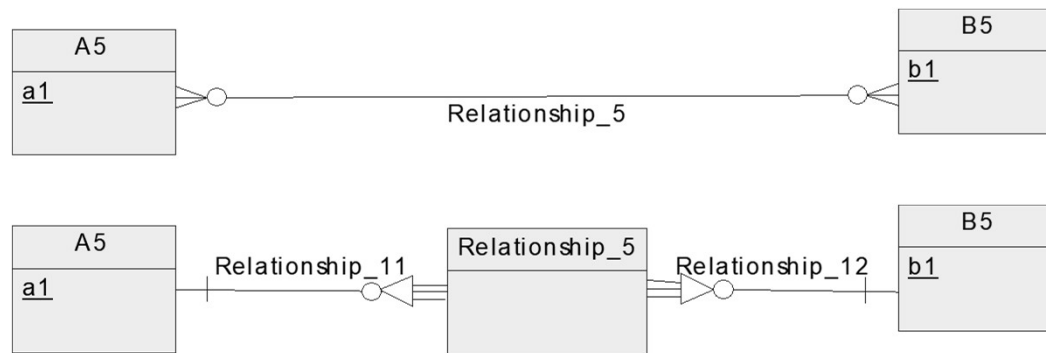 A5
a1
Relationship_5
B5
b1
A5
a1
Relationship_11
Relationship_5
Relationship_12
B5
b1